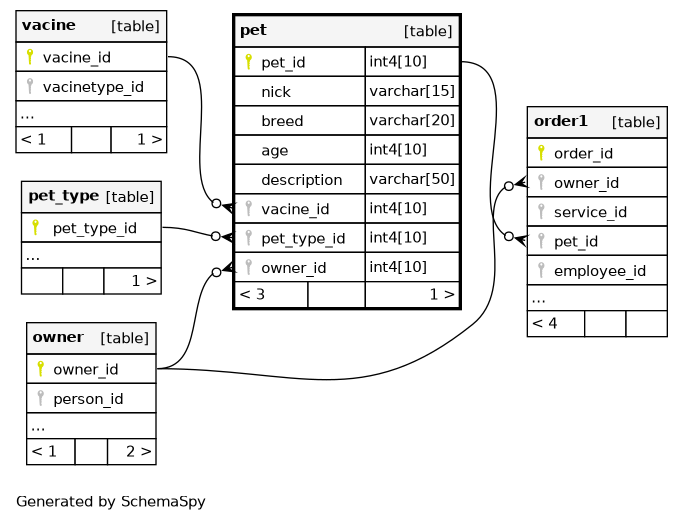 vacine [table]
vacine_id
vacinetype_id
...
< 1 1 >
pet_type [table]
pet_type_id
...
1 >
owner [table]
owner_id
person_id
...
< 1 2 >
pet [table]
pet_id int4[10]
nick varchar[15]
breed varchar[20]
age int4[10]
description varchar[50]
vacine_id int4[10]
pet_type_id int4[10]
owner_id int4[10]
< 3 1 >
order1 [table]
order_id
owner_id
service_id
pet_id
employee_id
...
< 4
Generated by SchemaSpy